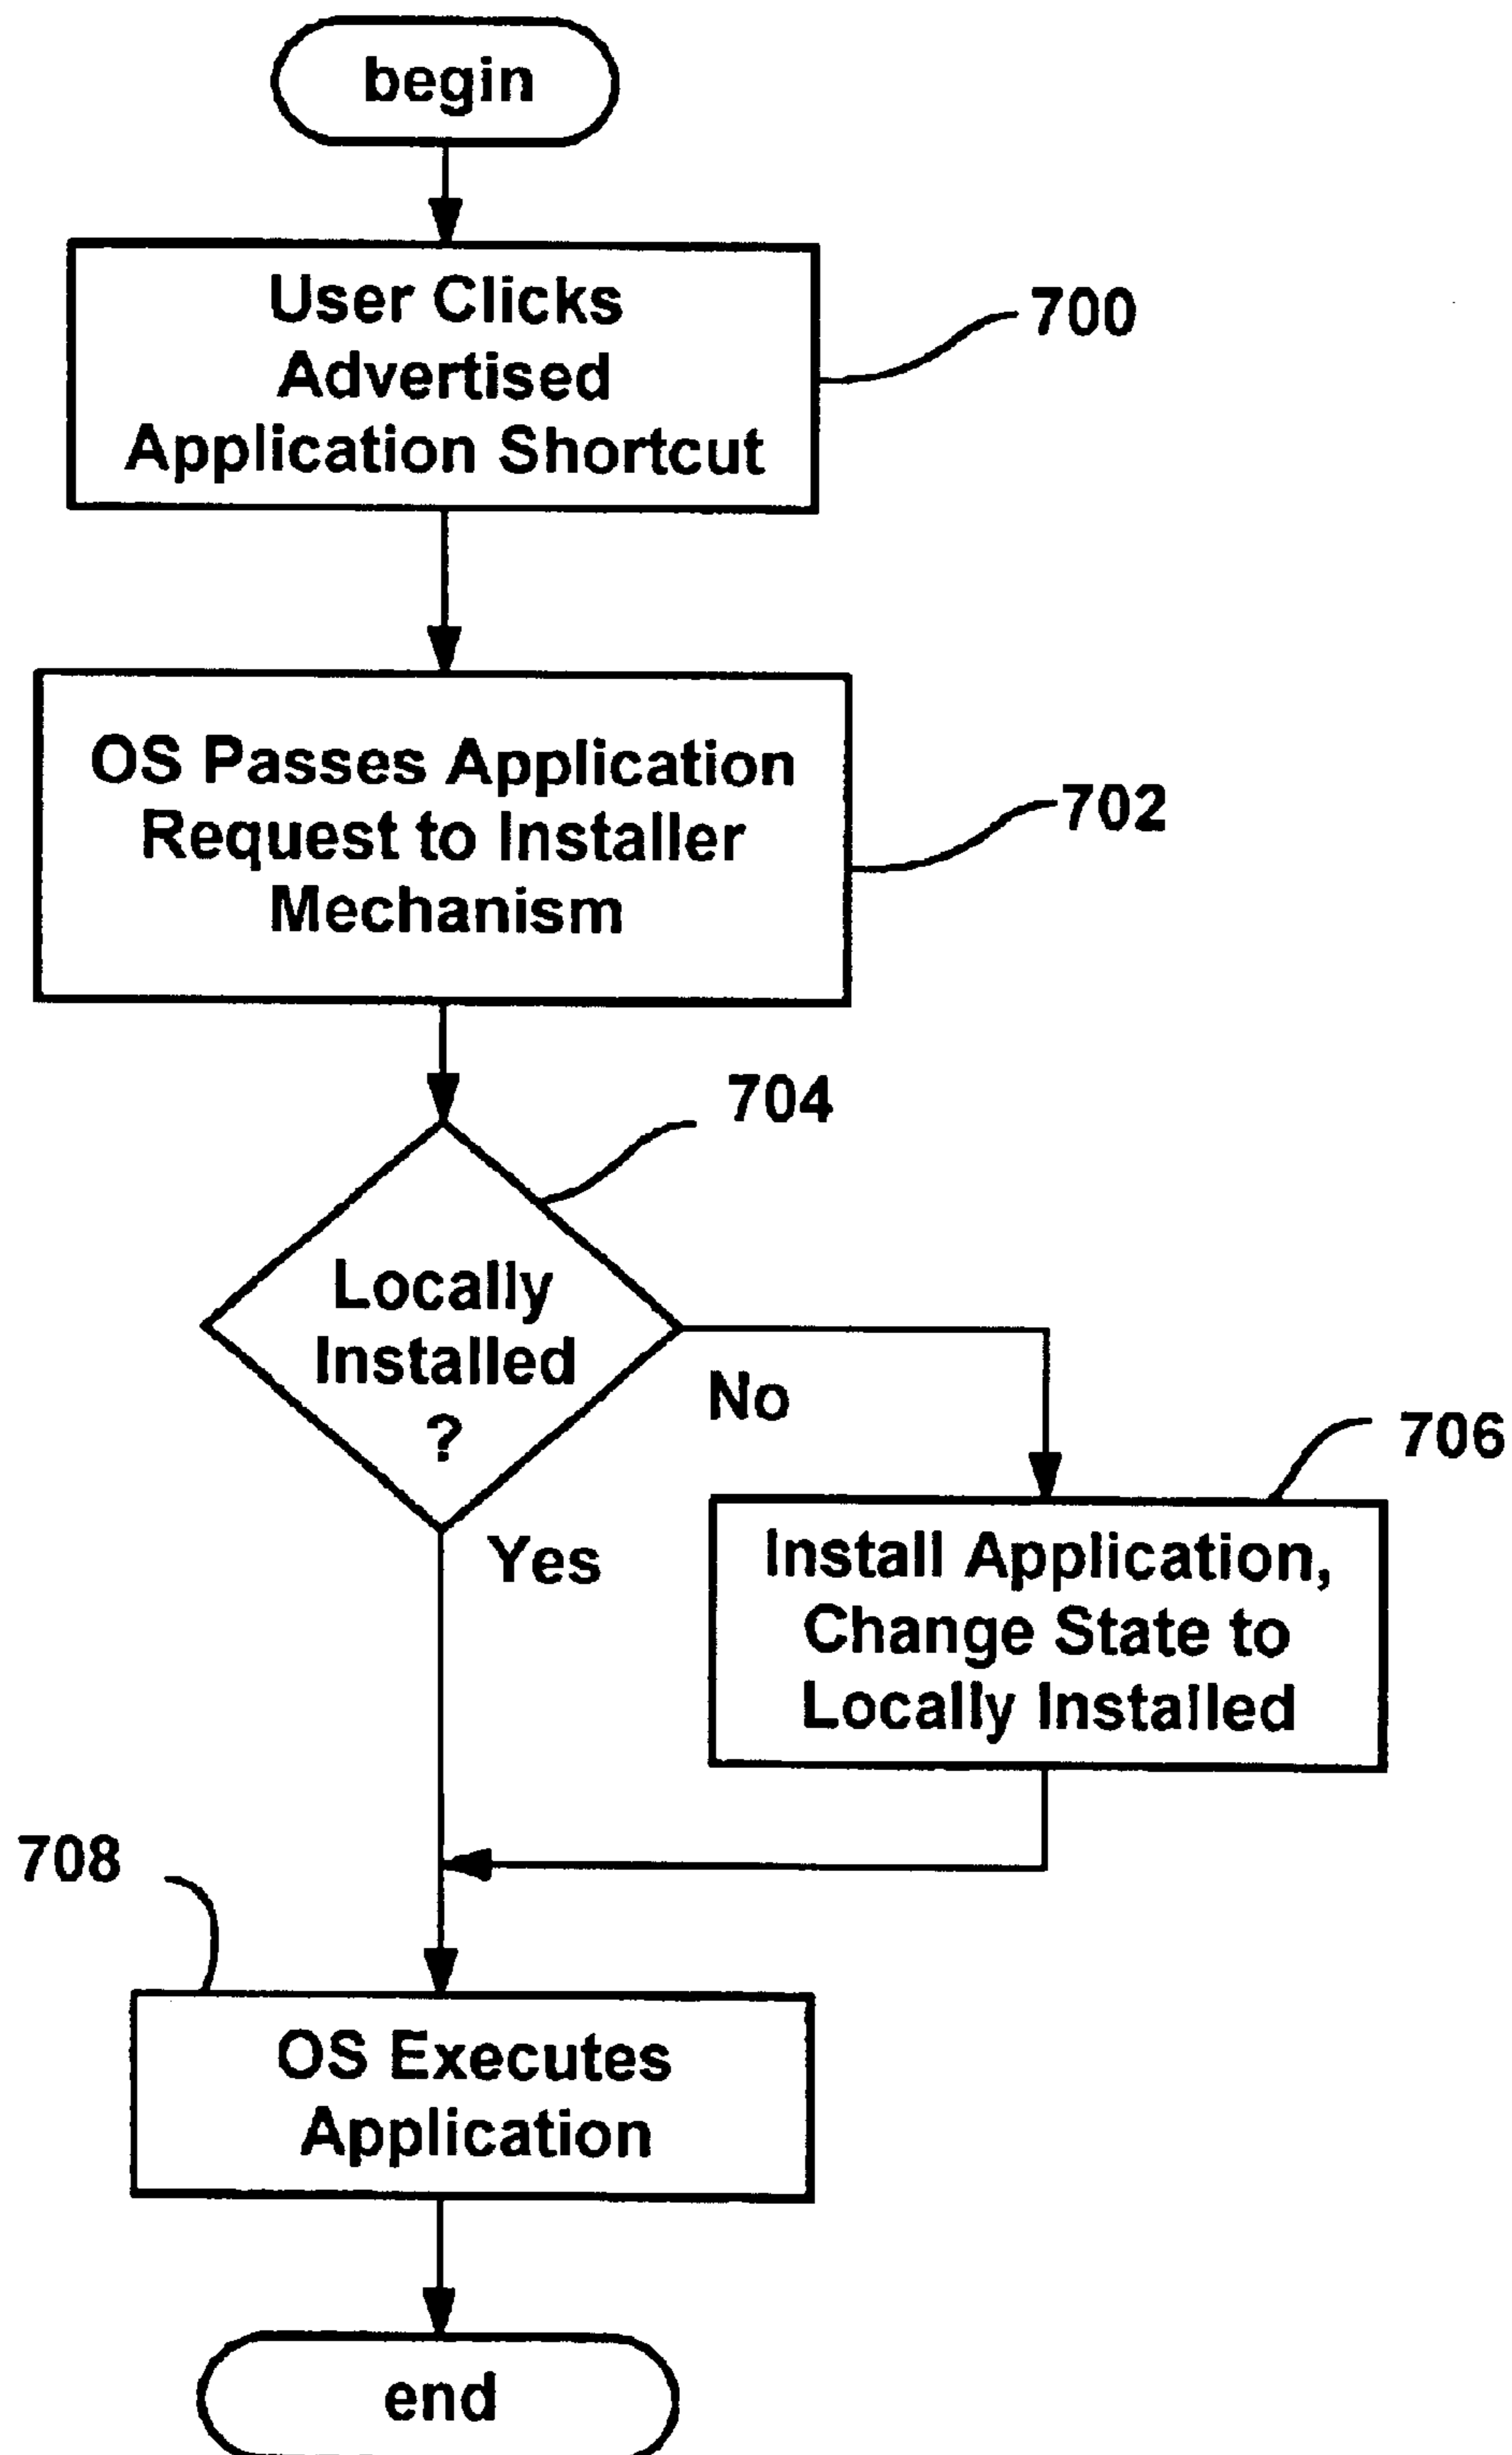 begin
User Clicks
Advertised
Application Shortcut
700
OS Passes Application
Request to Installer
Mechanism
702
704
Locally
Installed
?
No
Yes
706
Install Application,
Change State to
Locally Installed
708
OS Executes
Application
end